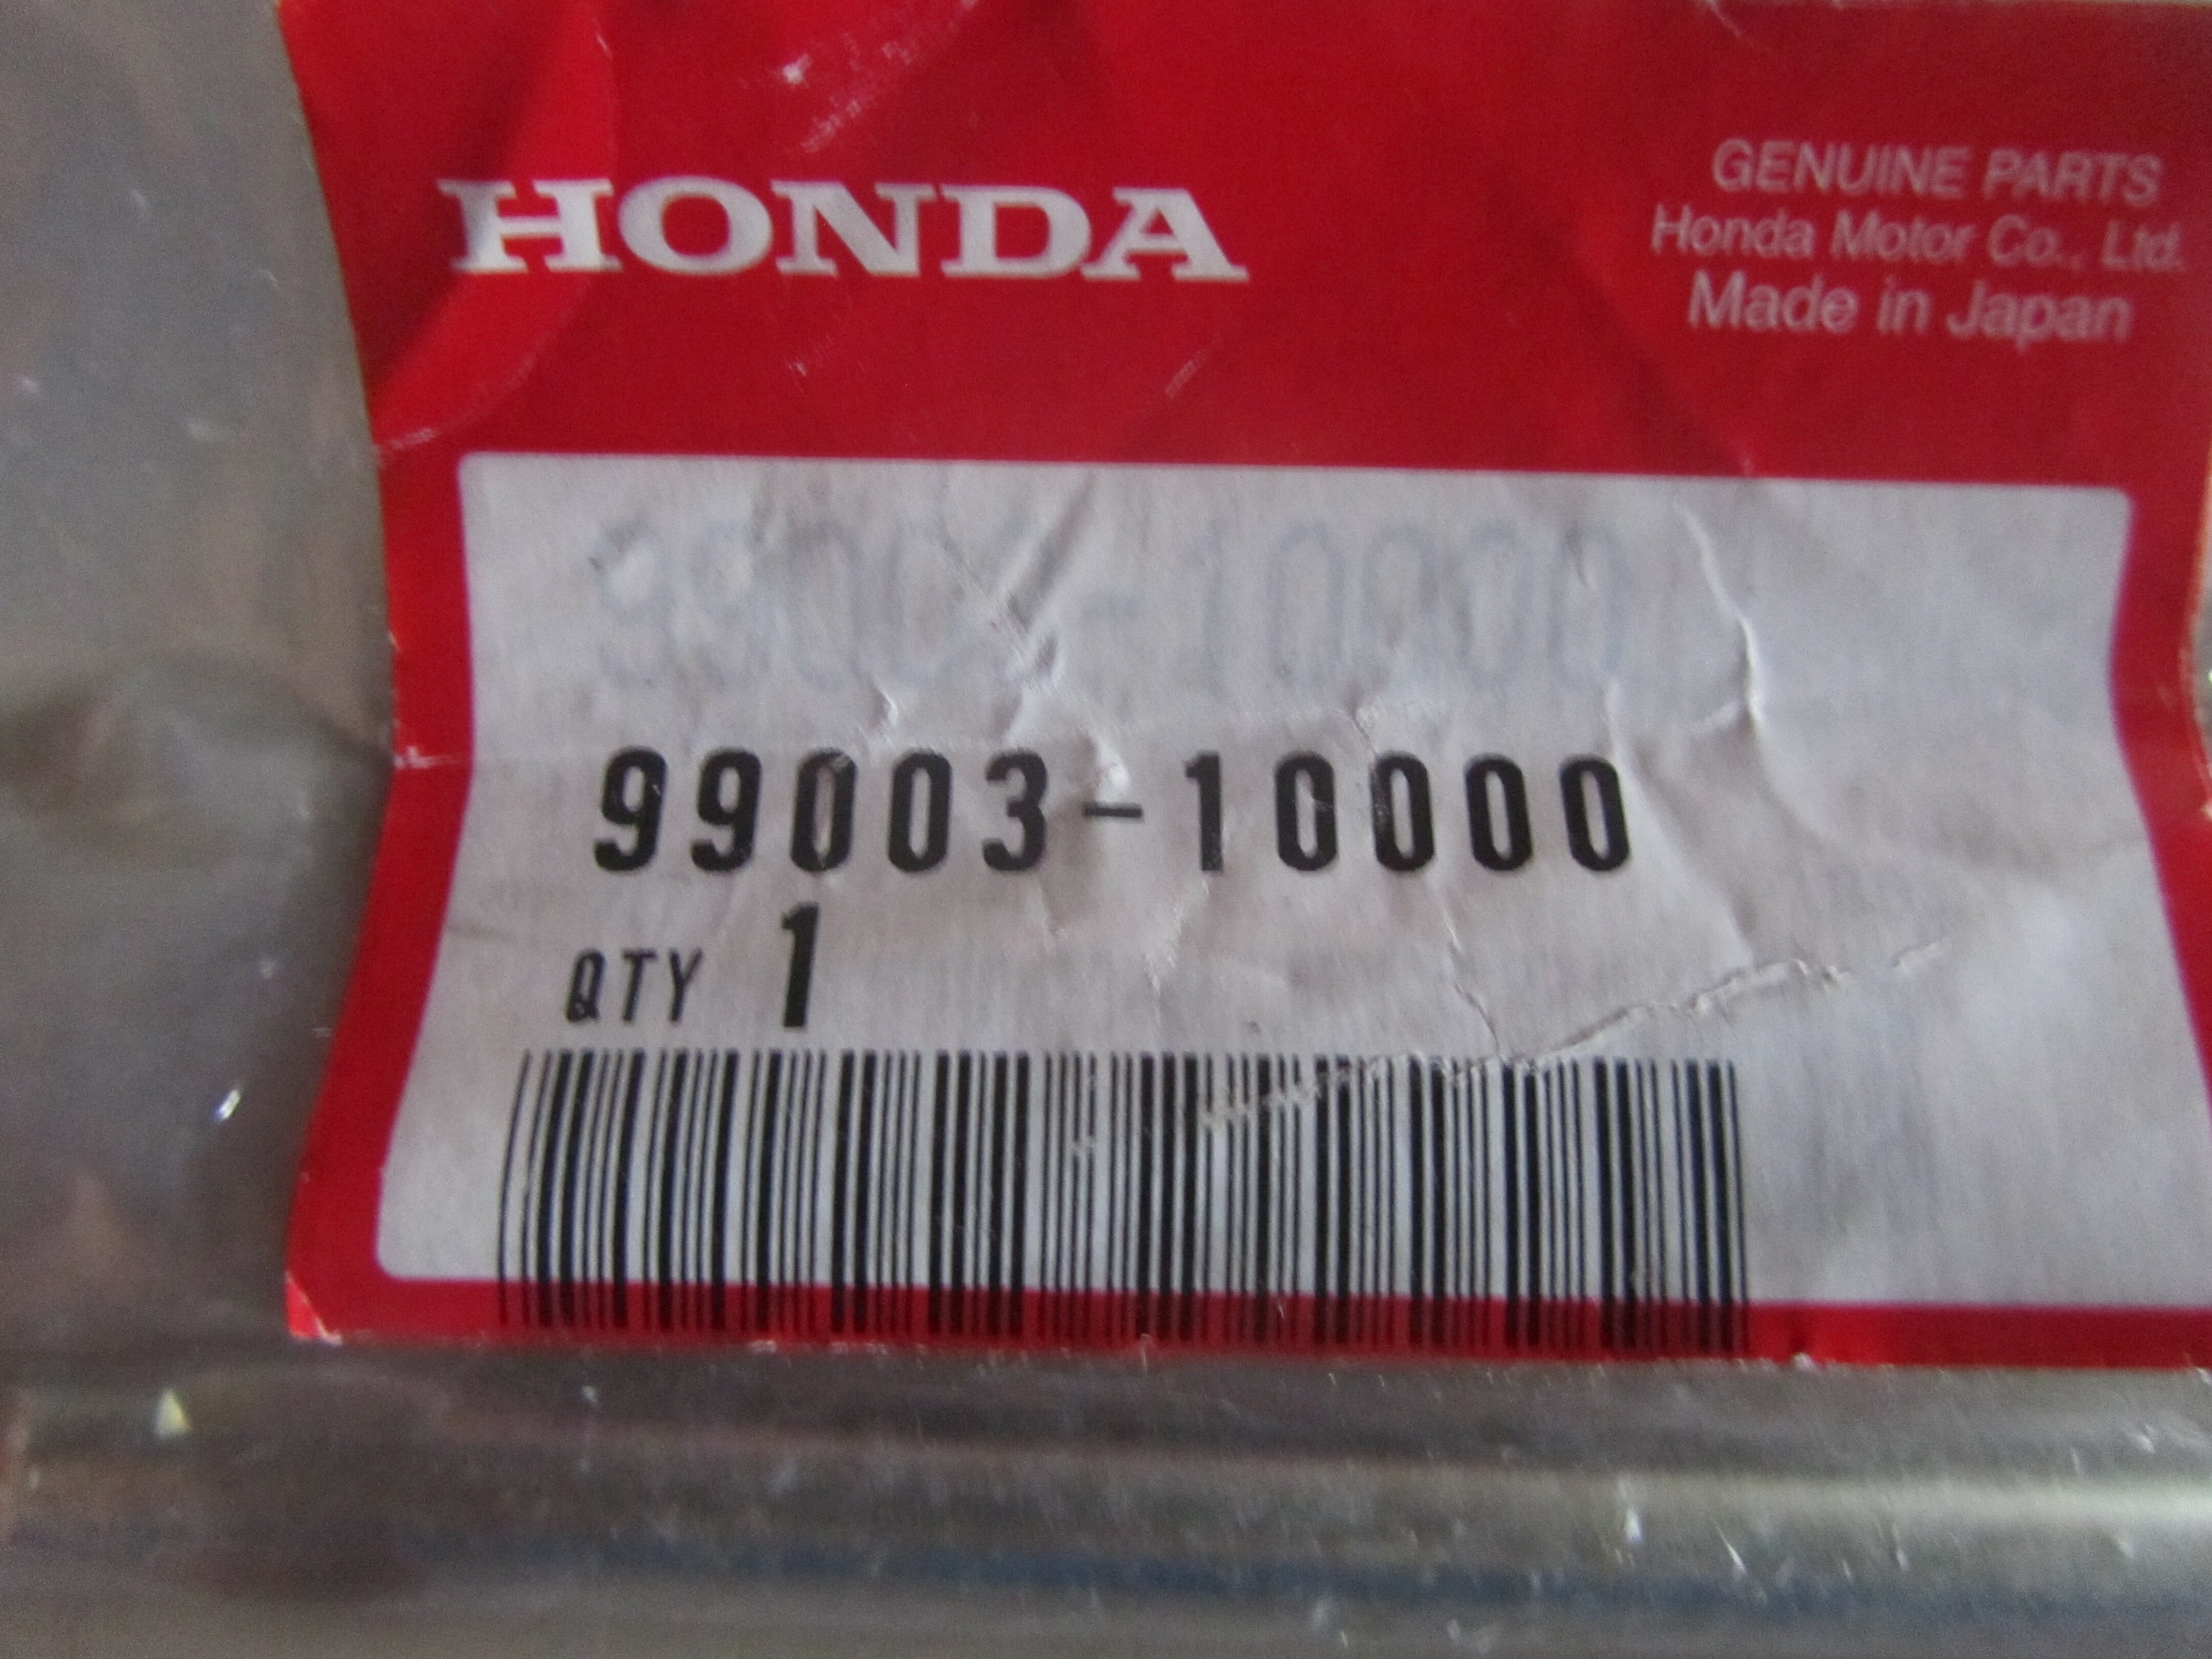 HONDA
GENUINE PARTS
Honda Motor Co., Ltd.
Made in Japan
99003-10000
QTY 1